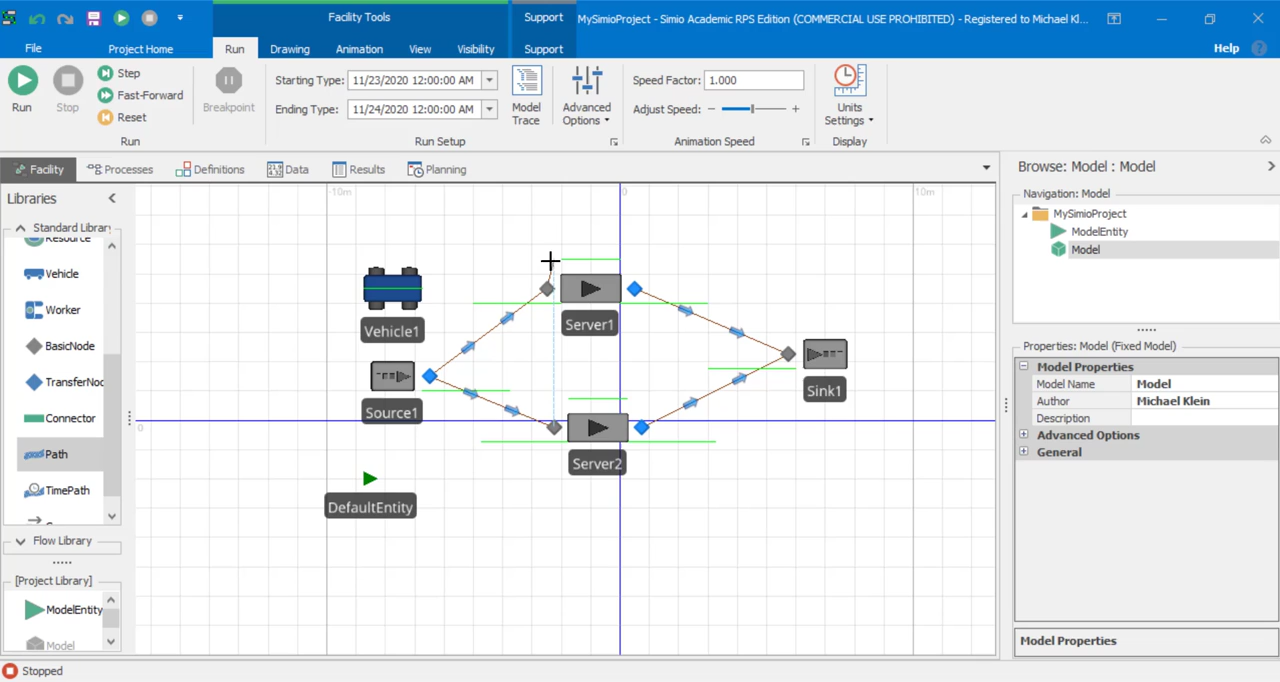 Facility Tools
Support
MySimioProject - Simio Academic RPS Edition (COMMERCIAL USE PROHIBITED) - Registered to Michael Kle...
File
Project Home
Run
Drawing
Animation
View
Visibility
Support
Help
Run
Stop
Step
Fast-Forward
Reset
Breakpoint
Starting Type: 11/23/2020 12:00:00 AM
Ending Type: 11/24/2020 12:00:00 AM
Model Trace
Advanced Options
Speed Factor: 1.000
Adjust Speed:
Units Settings
Run
Run Setup
Animation Speed
Display
Facility
Processes
Definitions
Data
Results
Planning
Libraries
Standard Library
Resource
Vehicle
Worker
BasicNode
TransferNod
Connector
Path
TimePath
Flow Library
[Project Library]
ModelEntity
Model
-10m
0
10m
0
Vehicle1
Server1
Source1
Sink1
Server2
DefaultEntity
Browse: Model : Model
Navigation: Model
MySimioProject
ModelEntity
Model
Properties: Model (Fixed Model)
Model Properties
Model Name Model
Author Michael Klein
Description
Advanced Options
General
Model Properties
Stopped